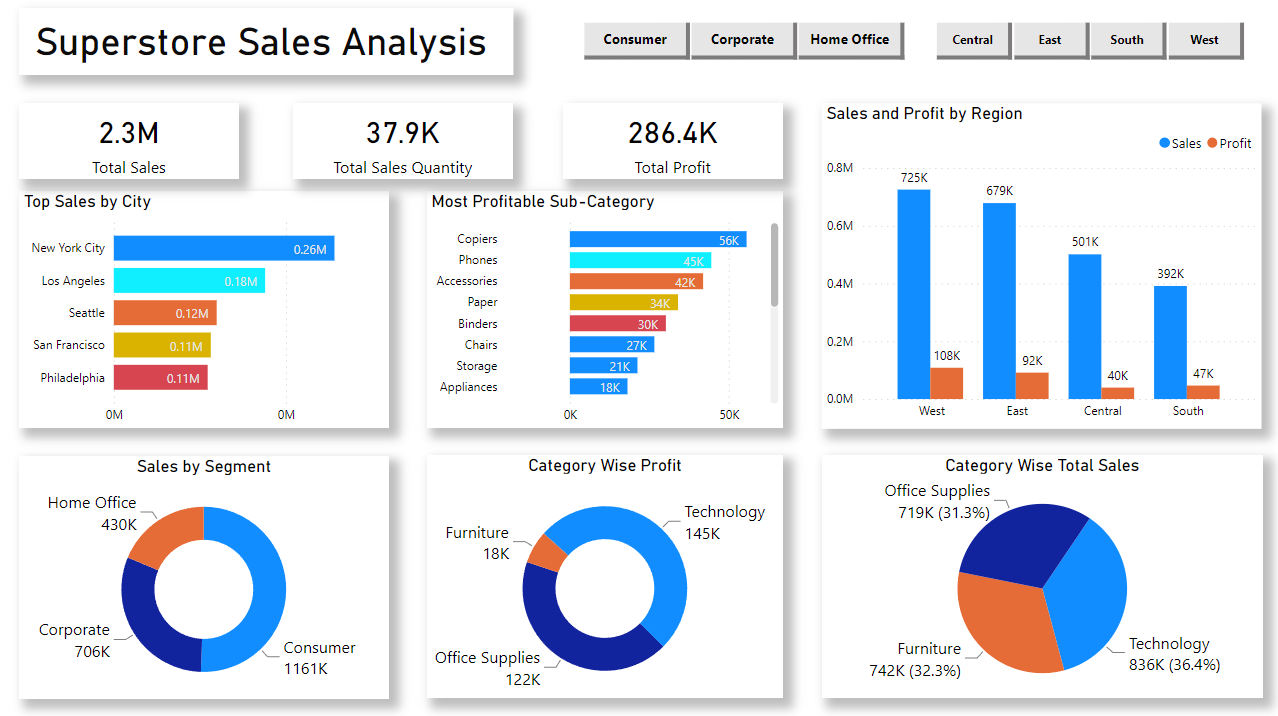 Superstore Sales Analysis
Consumer
Corporate
Home Office
Central
East
South
West
2.3M
Total Sales
37.9K
Total Sales Quantity
286.4K
Total Profit
Top Sales by City
New York City
0.26M
Los Angeles
0.18M
Seattle
0.12M
San Francisco
0.11M
Philadelphia
0.11M
0M
0M
Most Profitable Sub-Category
Copiers
56K
Phones
45K
Accessories
42K
Paper
34K
Binders
30K
Chairs
27K
Storage
21K
Appliances
18K
0K
50K
Sales and Profit by Region
Sales
Profit
0.8M
0.6M
0.4M
0.2M
0.0M
725K
108K
679K
92K
501K
40K
392K
47K
West
East
Central
South
Sales by Segment
Home Office
430K
Corporate
706K
Consumer
1161K
Category Wise Profit
Technology
145K
Furniture
18K
Office Supplies
122K
Category Wise Total Sales
Office Supplies
719K (31.3%)
Furniture
742K (32.3%)
Technology
836K (36.4%)